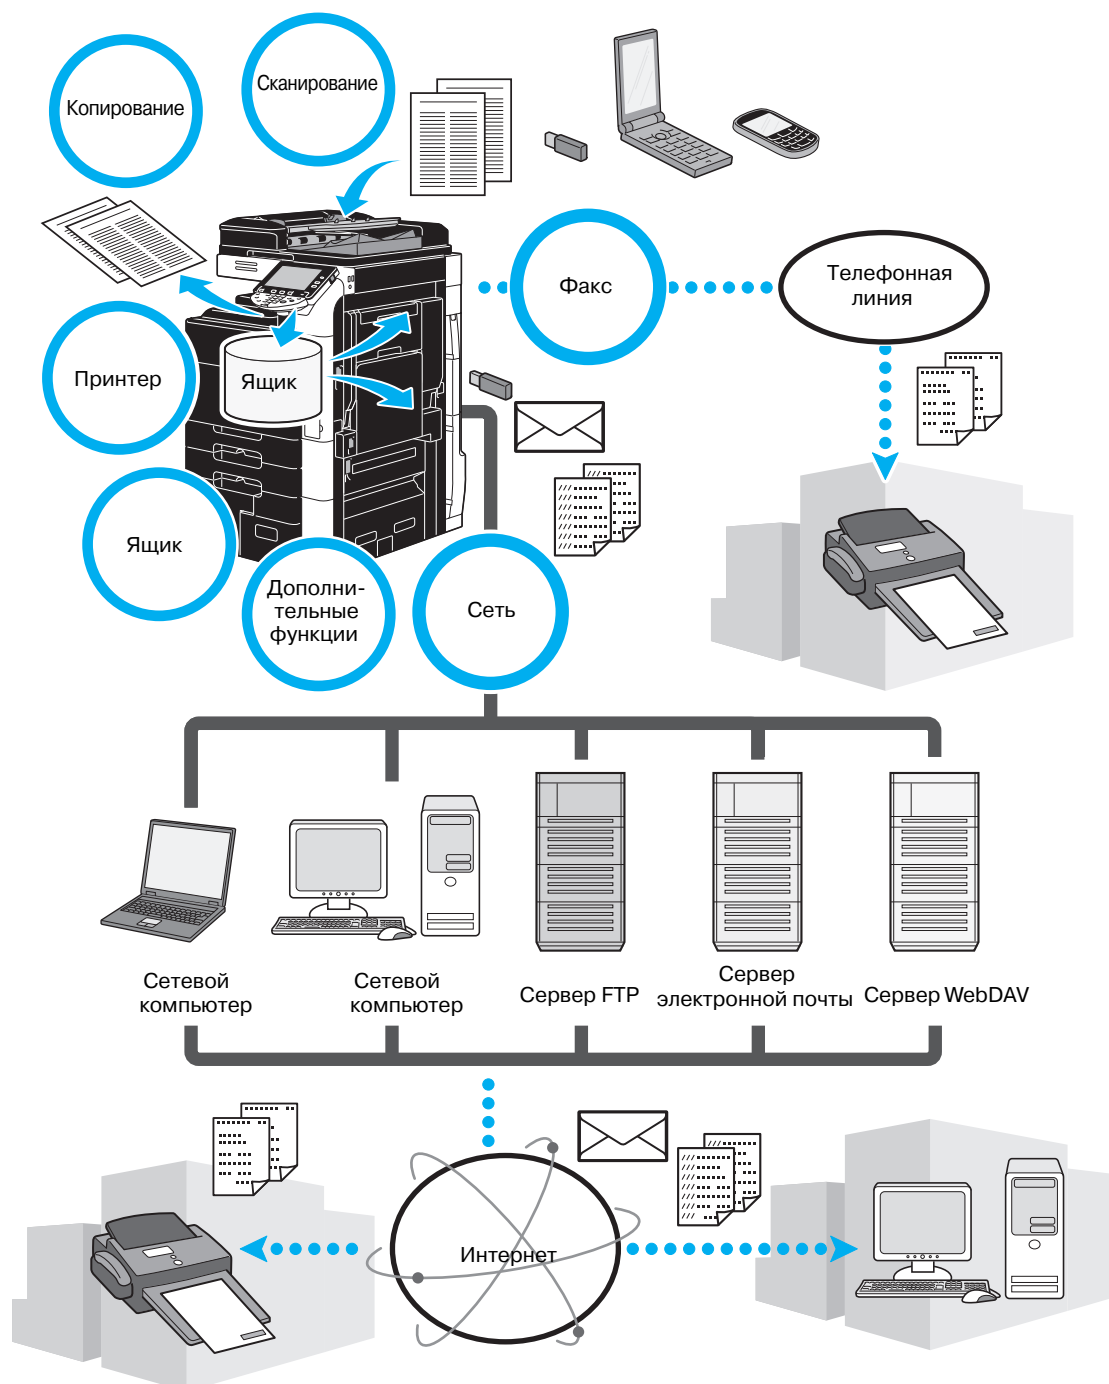 Сканирование
Копирование
Факс
Телефонная
линия
Принтер
Ящик
Ящик
Дополни-
тельные
функции
Сеть
Сетевой
компьютер
Сетевой
компьютер
Сервер FTP
Сервер
электронной почты
Сервер WebDAV
Интернет